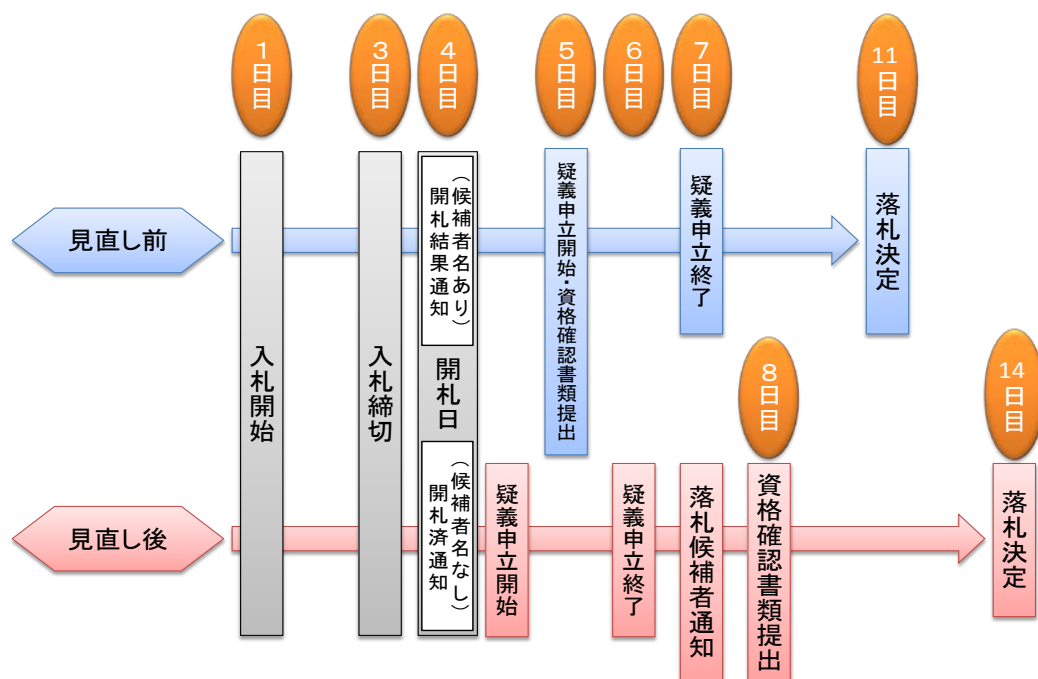 1日目
3日目
4日目
5日目
6日目
7日目
11日目
見直し前
入札開始
入札締切
開札結果通知
(候補者名あり)
開札日
疑義申立開始・資格確認書類提出
疑義申立終了
落札決定
8日目
14日目
見直し後
開札済通知
(候補者名なし)
疑義申立開始
疑義申立終了
落札候補者通知
資格確認書類提出
落札決定